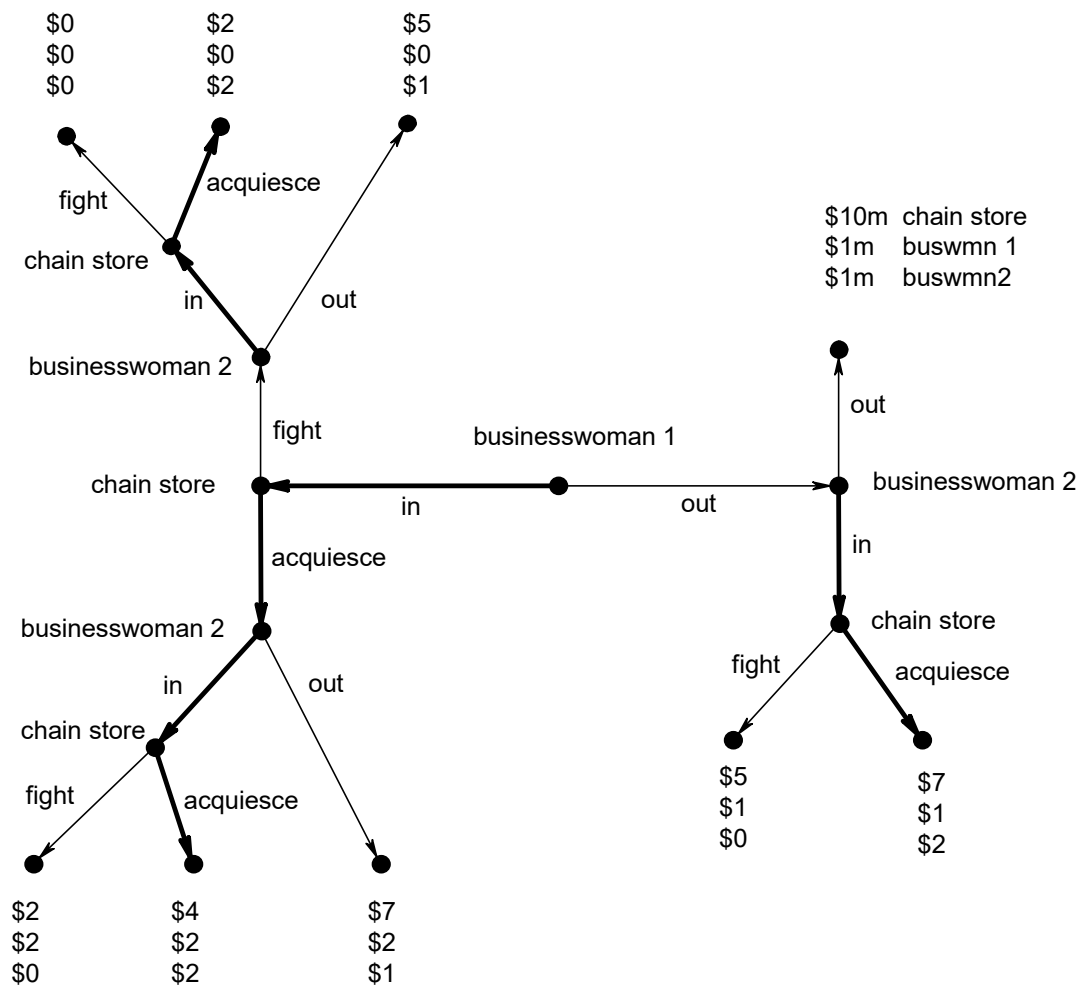 $0 $2 $5
$0 $0 $0
$0 $2 $1
acquiesce
fight
$10m chain store
$1m buswmn 1
$1m buswmn2
chain store
in
out
businesswoman 2
out
fight
businesswoman 1
chain store
in
out
businesswoman 2
acquiesce
in
businesswoman 2
chain store
in
out
fight
acquiesce
chain store
fight
acquiesce
$5 $7
$1 $1
$0 $2
$2 $4 $7
$2 $2 $2
$0 $2 $1